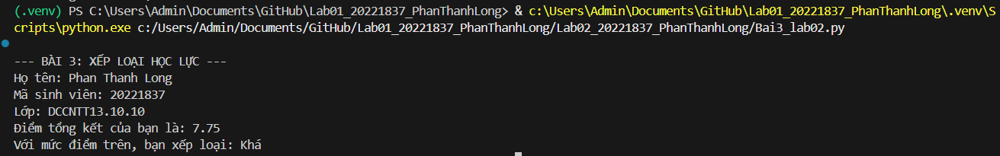 (.venv) PS C:\Users\Admin\Documents\GitHub\Lab01_20221837_PhanThanhLong> & c:\Users\Admin\Documents\GitHub\Lab01_20221837_PhanThanhLong\.venv\S
cripts\python.exe c:/Users/Admin/Documents/GitHub/Lab01_20221837_PhanThanhLong/Lab02_20221837_PhanThanhLong/Bai3_lab02.py
--- BÀI 3: XẾP LOẠI HỌC LỰC ---
Họ tên: Phan Thanh Long
Mã sinh viên: 20221837
Lớp: DCCNTT13.10.10
Điểm tổng kết của bạn là: 7.75
Với mức điểm trên, bạn xếp loại: Khá